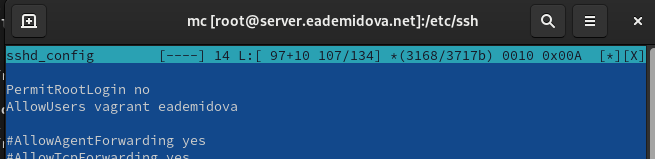 mc [root@server.eademidova.net]:/etc/ssh
sshd_config [----] 14 L:[ 97+10 107/134] *(3168/3717b) 0010 0x00A [*][X]
PermitRootLogin no
AllowUsers vagrant eademidova
#AllowAgentForwarding yes
#AllowTcpForwarding yes